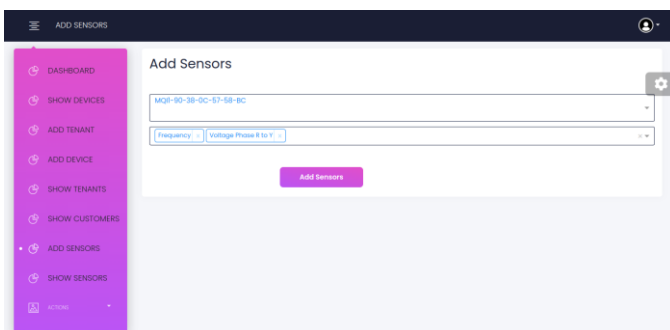 ADD SENSORS
DASHBOARD
SHOW DEVICES
ADD TENANT
ADD DEVICE
SHOW TENANTS
SHOW CUSTOMERS
ADD SENSORS
SHOW SENSORS
ACTIONS
Add Sensors
MQ11-90-38-0C-57-58-BC
Frequency × Voltage Phase R to Y ×
Add Sensors